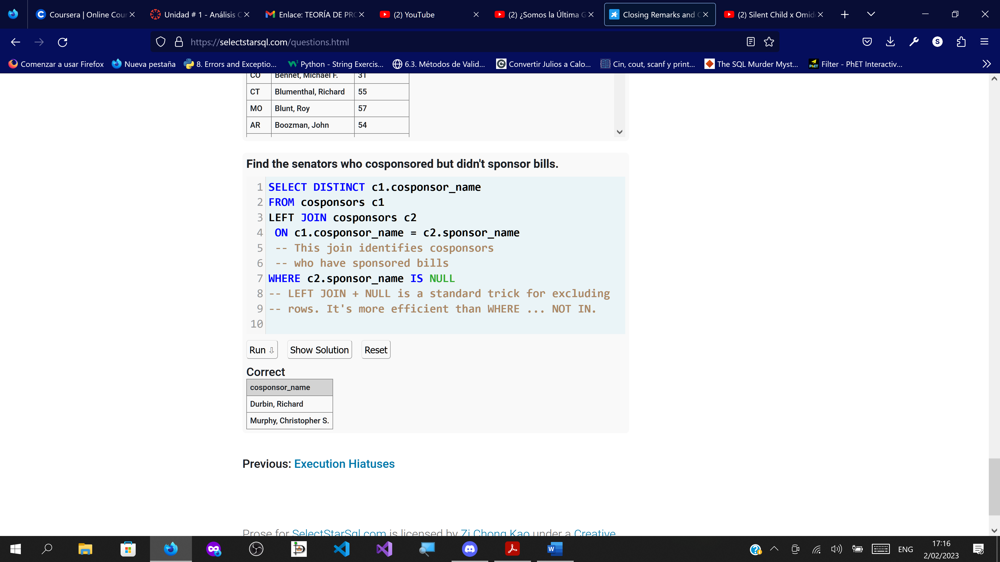 Coursera | Online Cour
Unidad # 1 - Análisis C
Enlace: TEORÍA DE PRO
(2) YouTube
(2) ¿Somos la Última G
Closing Remarks and C
(2) Silent Child x Omid
https://selectstarsql.com/questions.html
S
Comenzar a usar Firefox
Nueva pestaña
8. Errors and Exceptio...
Python - String Exercis...
6.3. Métodos de Valid...
Convertir Julios a Calo...
Cin, cout, scanf y print...
The SQL Murder Myst...
Filter - PhET Interactiv...
CO Bennet, Michael F. 31
CT Blumenthal, Richard 55
MO Blunt, Roy 57
AR Boozman, John 54
Find the senators who cosponsored but didn't sponsor bills.
1 SELECT DISTINCT c1.cosponsor_name
2 FROM cosponsors c1
3 LEFT JOIN cosponsors c2
4 ON c1.cosponsor_name = c2.sponsor_name
5 -- This join identifies cosponsors
6 -- who have sponsored bills
7 WHERE c2.sponsor_name IS NULL
8 -- LEFT JOIN + NULL is a standard trick for excluding
9 -- rows. It's more efficient than WHERE ... NOT IN.
10
Run ⇩ Show Solution Reset
Correct
cosponsor_name
Durbin, Richard
Murphy, Christopher S.
Previous: Execution Hiatuses
Prose for SelectStarSql.com is licensed by Zi Chong Kao under a Creative
ENG
17:16
2/02/2023